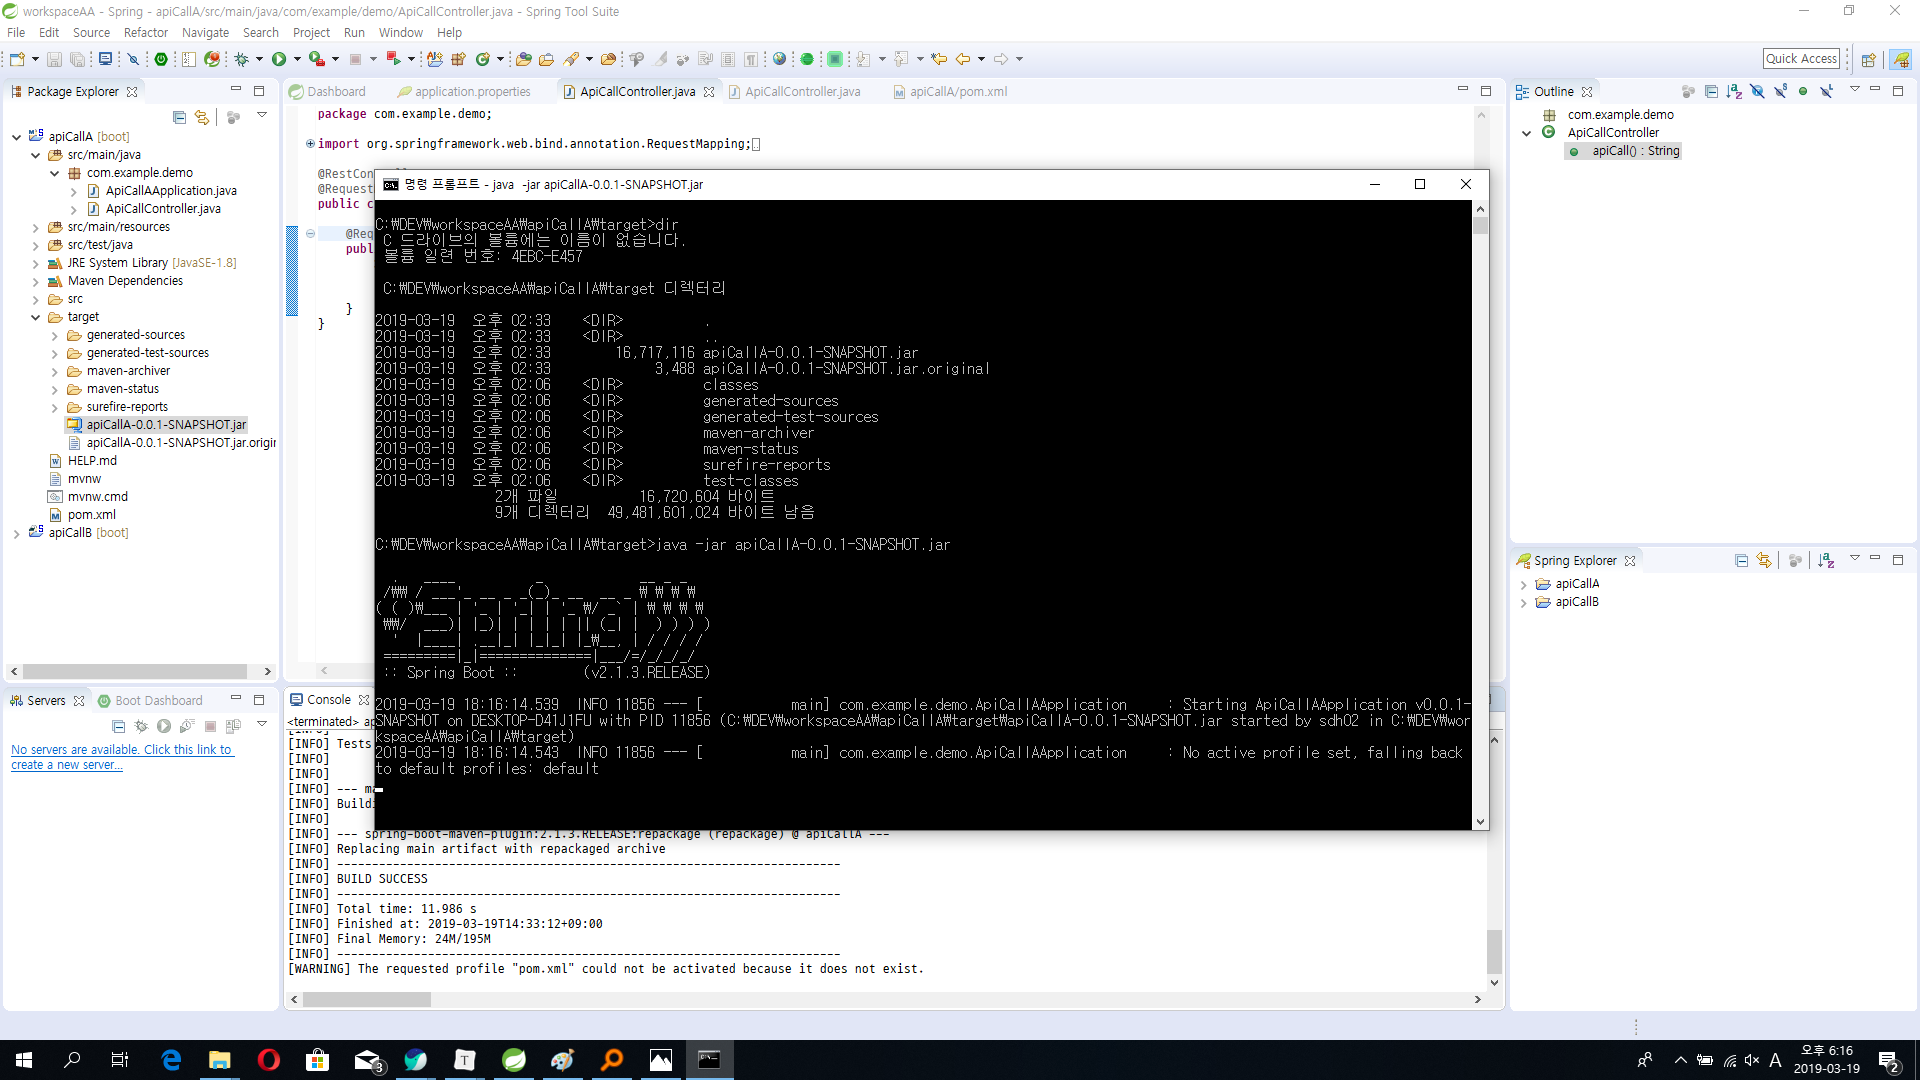 workspaceAA - Spring - apiCallA/src/main/java/com/example/demo/ApiCallController.java - Spring Tool Suite
File Edit Source Refactor Navigate Search Project Run Window Help
Quick Access
Package Explorer
apiCallA [boot]
src/main/java
com.example.demo
ApiCallAApplication.java
ApiCallController.java
src/main/resources
src/test/java
JRE System Library [JavaSE-1.8]
Maven Dependencies
src
target
generated-sources
generated-test-sources
maven-archiver
maven-status
surefire-reports
apiCallA-0.0.1-SNAPSHOT.jar
apiCallA-0.0.1-SNAPSHOT.jar.origir
HELP.md
mvnw
mvnw.cmd
pom.xml
apiCallB [boot]
Dashboard application.properties ApiCallController.java ApiCallController.java apiCallA/pom.xml
package com.example.demo;
import org.springframework.web.bind.annotation.RequestMapping;
@RestCon
@Request
public c
@Req
pub
}
}
명령 프롬프트 - java -jar apiCallA-0.0.1-SNAPSHOT.jar
C:₩DEV₩workspaceAA₩apiCallA₩target>dir
C 드라이브의 볼륨에는 이름이 없습니다.
볼륨 일련 번호: 4EBC-E457
C:₩DEV₩workspaceAA₩apiCallA₩target 디렉터리
2019-03-19 오후 02:33 <DIR> .
2019-03-19 오후 02:33 <DIR> ..
2019-03-19 오후 02:33 16,717,116 apiCallA-0.0.1-SNAPSHOT.jar
2019-03-19 오후 02:33 3,488 apiCallA-0.0.1-SNAPSHOT.jar.original
2019-03-19 오후 02:06 <DIR> classes
2019-03-19 오후 02:06 <DIR> generated-sources
2019-03-19 오후 02:06 <DIR> generated-test-sources
2019-03-19 오후 02:06 <DIR> maven-archiver
2019-03-19 오후 02:06 <DIR> maven-status
2019-03-19 오후 02:06 <DIR> surefire-reports
2019-03-19 오후 02:06 <DIR> test-classes
2개 파일 16,720,604 바이트
9개 디렉터리 49,481,601,024 바이트 남음
C:₩DEV₩workspaceAA₩apiCallA₩target>java -jar apiCallA-0.0.1-SNAPSHOT.jar
:: Spring Boot :: (v2.1.3.RELEASE)
2019-03-19 18:16:14.539 INFO 11856 --- [ main] com.example.demo.ApiCallAApplication : Starting ApiCallAApplication v0.0.1-
SNAPSHOT on DESKTOP-D41J1FU with PID 11856 (C:₩DEV₩workspaceAA₩apiCallA₩target₩apiCallA-0.0.1-SNAPSHOT.jar started by sdh02 in C:₩DEV₩wor
kspaceAA₩apiCallA₩target)
2019-03-19 18:16:14.543 INFO 11856 --- [ main] com.example.demo.ApiCallAApplication : No active profile set, falling back
to default profiles: default
Outline
com.example.demo
ApiCallController
apiCall() : String
Spring Explorer
apiCallA
apiCallB
Servers Boot Dashboard
No servers are available. Click this link to
create a new server...
Console
<terminated> ap
[INFO] Tests
[INFO]
[INFO]
[INFO] --- m
[INFO] Buildi
[INFO]
[INFO] --- spring-boot-maven-plugin:2.1.3.RELEASE:repackage (repackage) @ apiCallA ---
[INFO] Replacing main artifact with repackaged archive
[INFO] ------------------------------------------------------------------------
[INFO] BUILD SUCCESS
[INFO] ------------------------------------------------------------------------
[INFO] Total time: 11.986 s
[INFO] Finished at: 2019-03-19T14:33:12+09:00
[INFO] Final Memory: 24M/195M
[INFO] ------------------------------------------------------------------------
[WARNING] The requested profile "pom.xml" could not be activated because it does not exist.
3
T
A
오후 6:16
2019-03-19
2